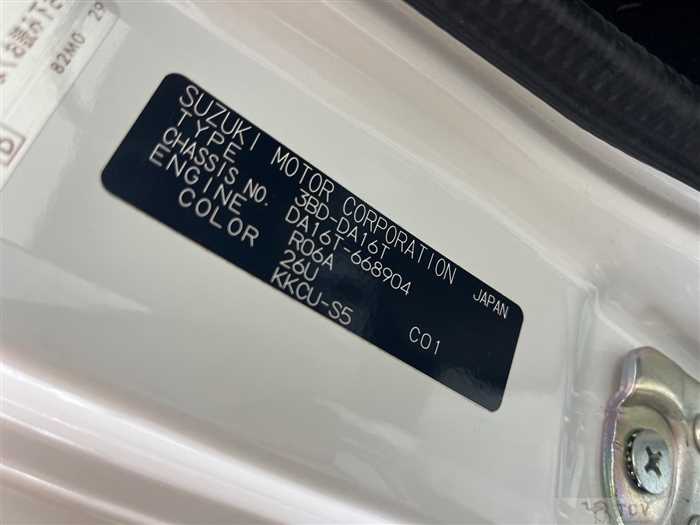 82M0 29
SUZUKI MOTOR CORPORATION JAPAN
TYPE 3BD-DA16T
CHASSIS NO. DA16T-668904
ENGINE R06A
COLOR 26U
KKCU-S5 C01